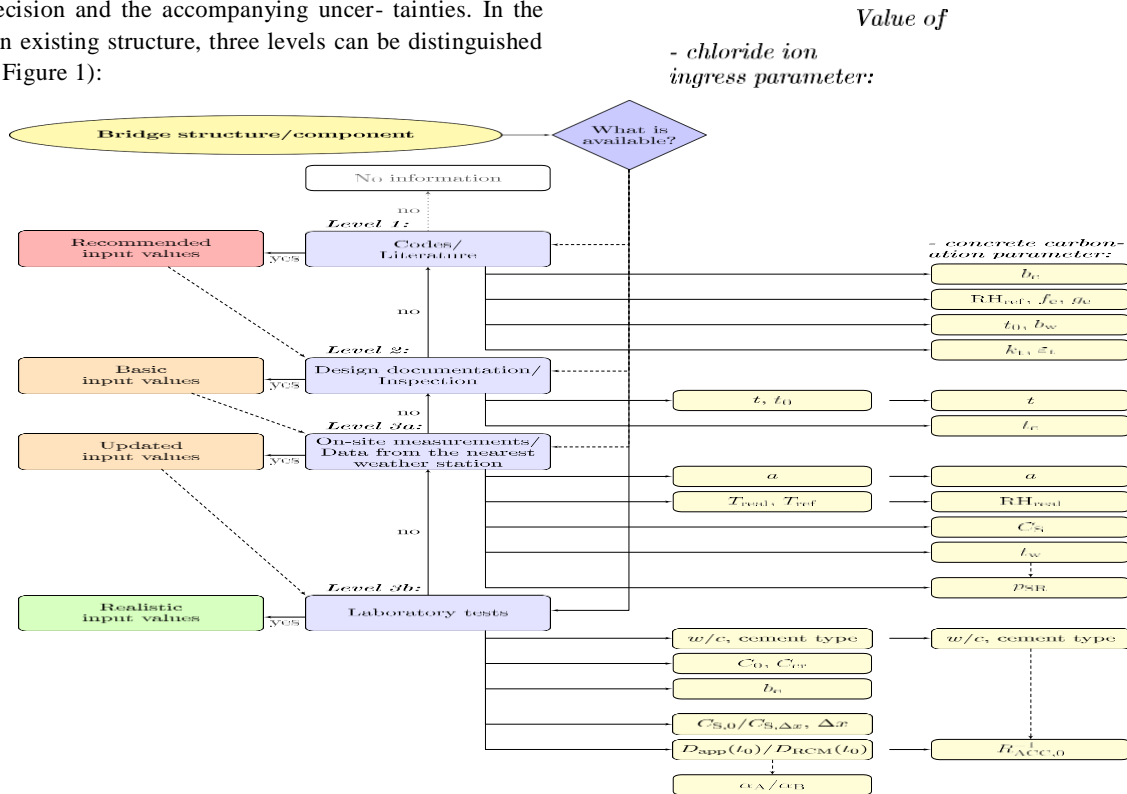 ecision and the accompanying uncer- tainties. In the
n existing structure, three levels can be distinguished
Figure 1):
Value of
- chloride ion
ingress parameter:
Bridge structure/component
What is
available?
No information
no
Level 1:
Recommended
input values
yes
Codes/
Literature
- concrete carbon-
ation parameter:
b_c
RH_ref, f_e, g_e
t_0, b_w
k_t, ε_t
no
Level 2:
Basic
input values
yes
Design documentation/
Inspection
t, t_0
t
t_c
no
Level 3a:
Updated
input values
yes
On-site measurements/
Data from the nearest
weather station
a
a
T_real, T_ref
RH_real
C_S
t_w
p_SR
no
Level 3b:
Realistic
input values
yes
Laboratory tests
w/c, cement type
w/c, cement type
C_0, C_cr
b_e
C_S,0/C_S,Δx, Δx
D_app(t_0)/D_RCM(t_0)
R_ACC,0
α_A/α_B